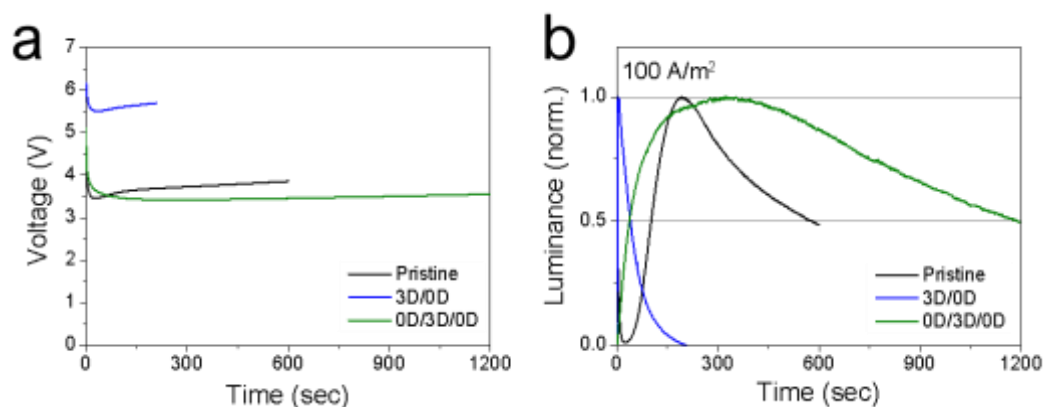 a
7
6
5
4
3
2
1
0
Voltage (V)
0
300
600
900
1200
Time (sec)
Pristine
3D/0D
0D/3D/0D
b
100 A/m²
1.0
0.5
0.0
Luminance (norm.)
0
300
600
900
1200
Time (sec)
Pristine
3D/0D
0D/3D/0D